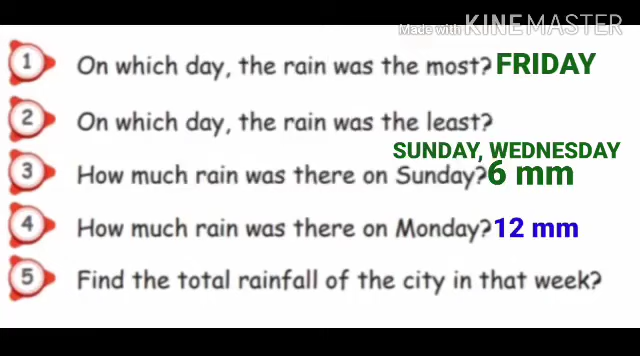 Made with KINEMASTER
1 On which day, the rain was the most? FRIDAY
2 On which day, the rain was the least?
SUNDAY, WEDNESDAY
3 How much rain was there on Sunday? 6 mm
4 How much rain was there on Monday? 12 mm
5 Find the total rainfall of the city in that week?